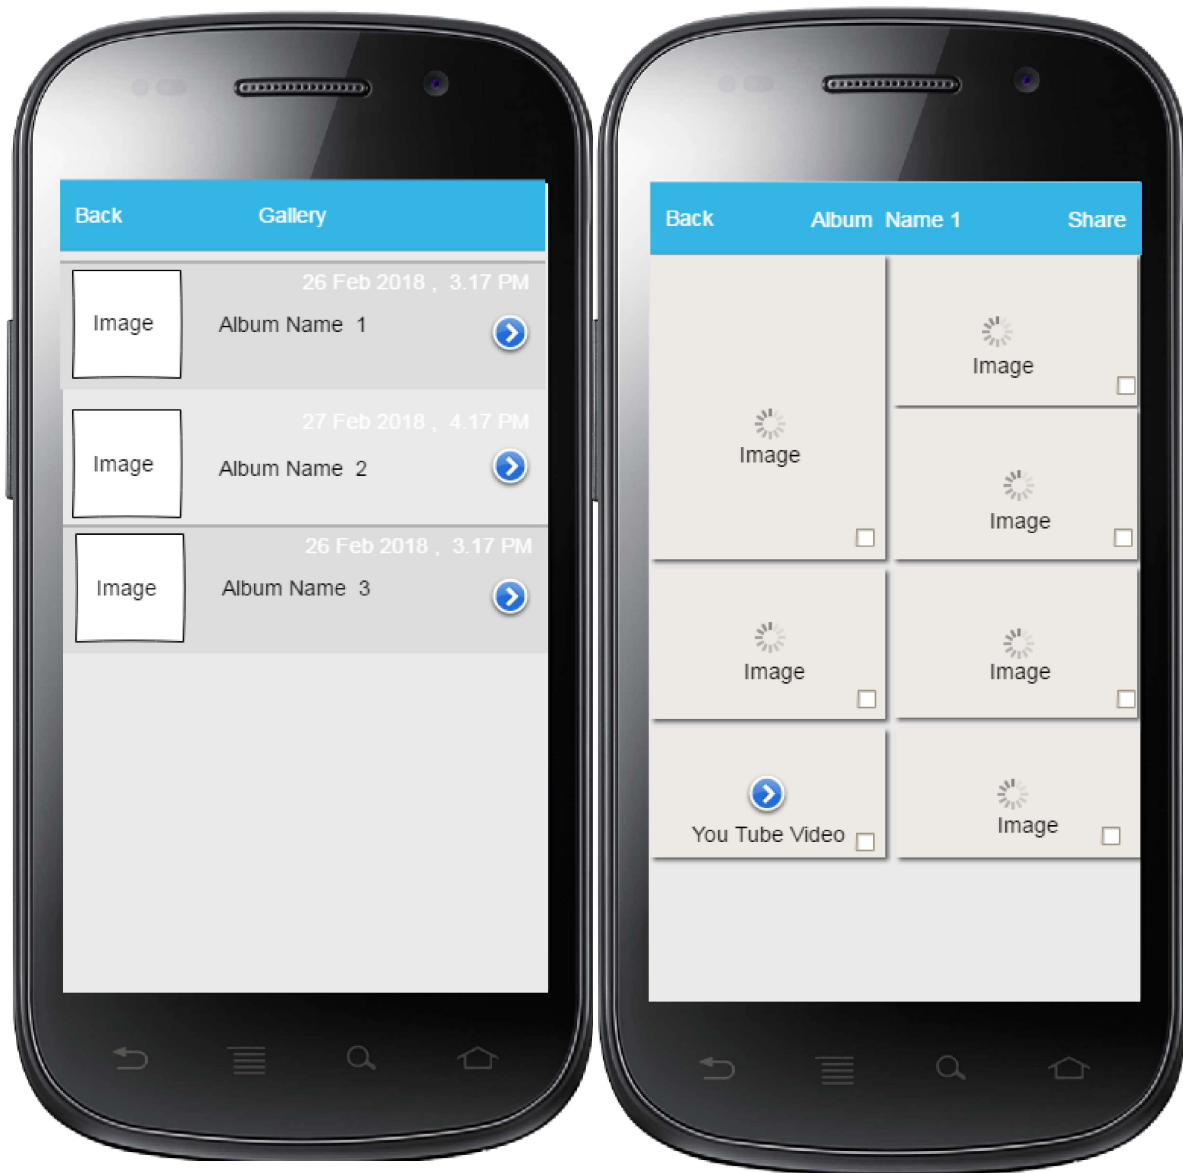 Back Gallery
26 Feb 2018 , 3.17 PM
Image Album Name 1
27 Feb 2018 , 4.17 PM
Image Album Name 2
26 Feb 2018 , 3.17 PM
Image Album Name 3
Back Album Name 1 Share
Image
Image
Image
Image
Image
Image
You Tube Video
Image